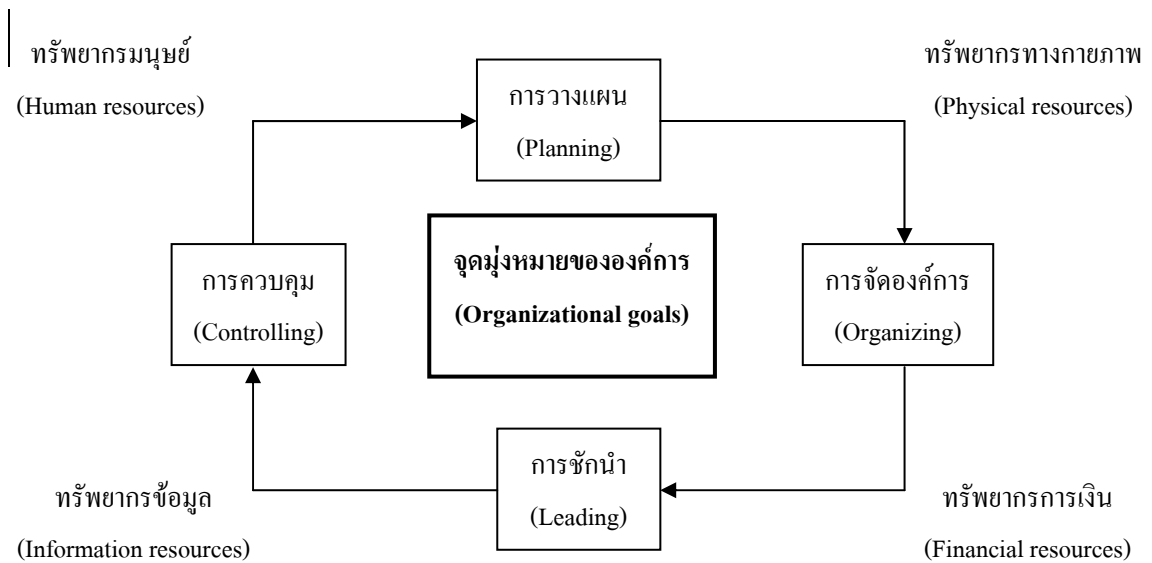 ทรัพยากรมนุษย์
(Human resources)
ทรัพยากรทางกายภาพ
(Physical resources)
การวางแผน
(Planning)
การควบคุม
(Controlling)
จุดมุ่งหมายขององค์การ
(Organizational goals)
การจัดองค์การ
(Organizing)
การชักนำ
(Leading)
ทรัพยากรข้อมูล
(Information resources)
ทรัพยากรการเงิน
(Financial resources)